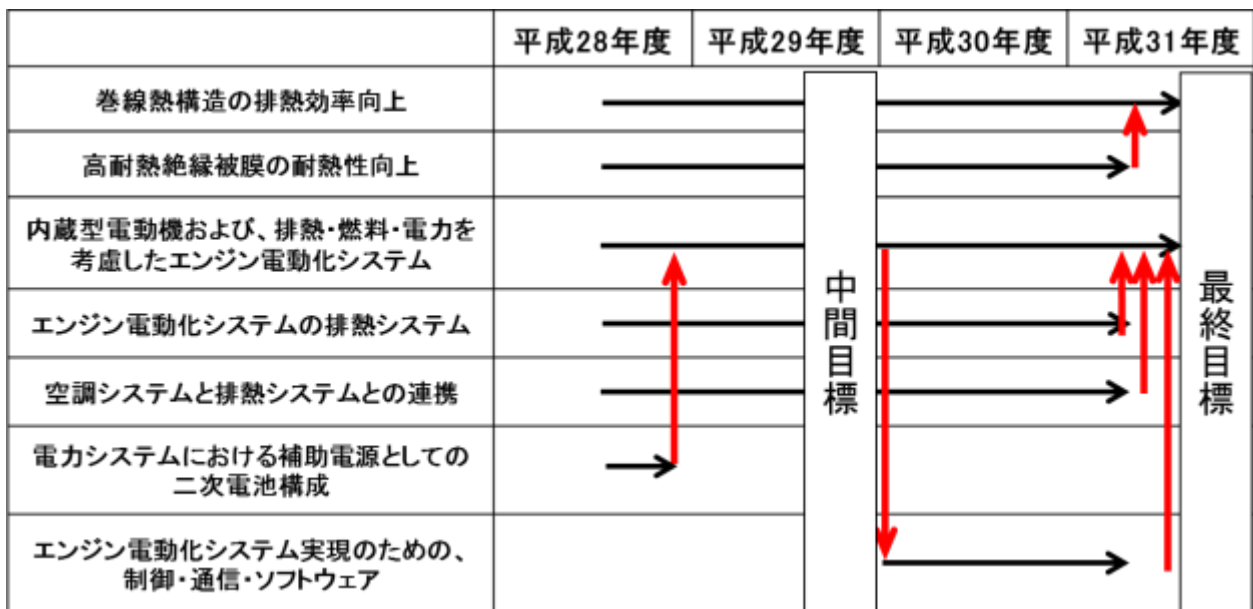 平成28年度
平成29年度
平成30年度
平成31年度
巻線熱構造の排熱効率向上
高耐熱絶縁被膜の耐熱性向上
内蔵型電動機および、排熱・燃料・電力を
考慮したエンジン電動化システム
エンジン電動化システムの排熱システム
空調システムと排熱システムとの連携
電力システムにおける補助電源としての
二次電池構成
エンジン電動化システム実現のための、
制御・通信・ソフトウェア
中間目標
最終目標